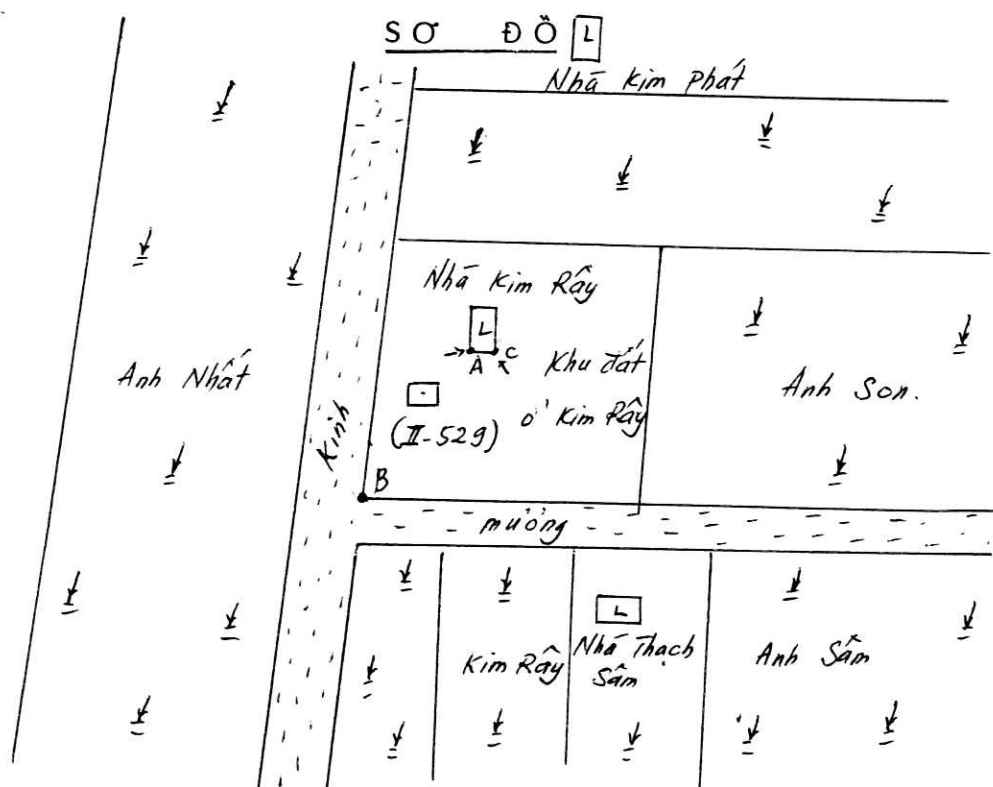 SƠ ĐỒ L
Nhà Kim Phát
Nhà Kim Rây
L
A C
Khu đất
ở Kim Rây
(II-529)
Anh Nhất
Anh Son.
Kinh
B
mương
L
Nhà Thạch
Sâm
Kim Rây
Anh Sâm